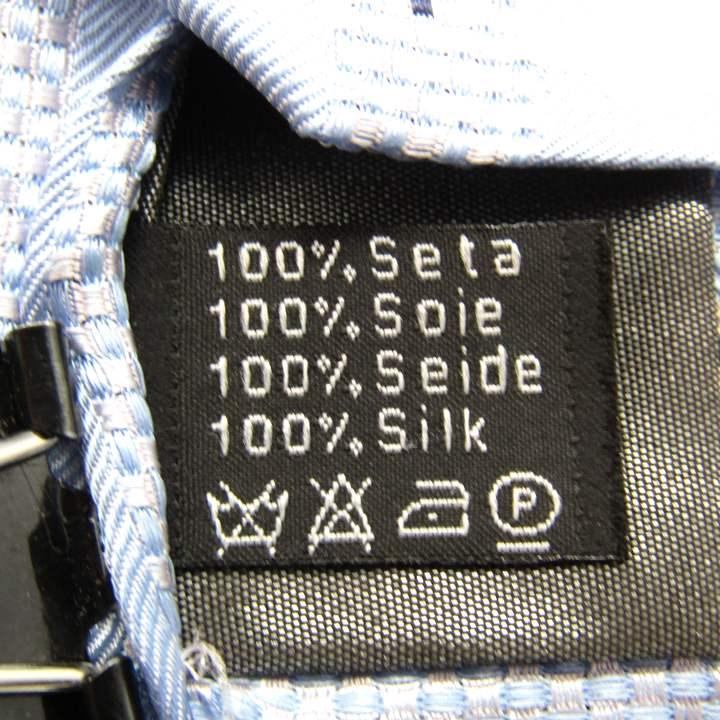 100% Seta
100% Soie
100% Seide
100% Silk
P